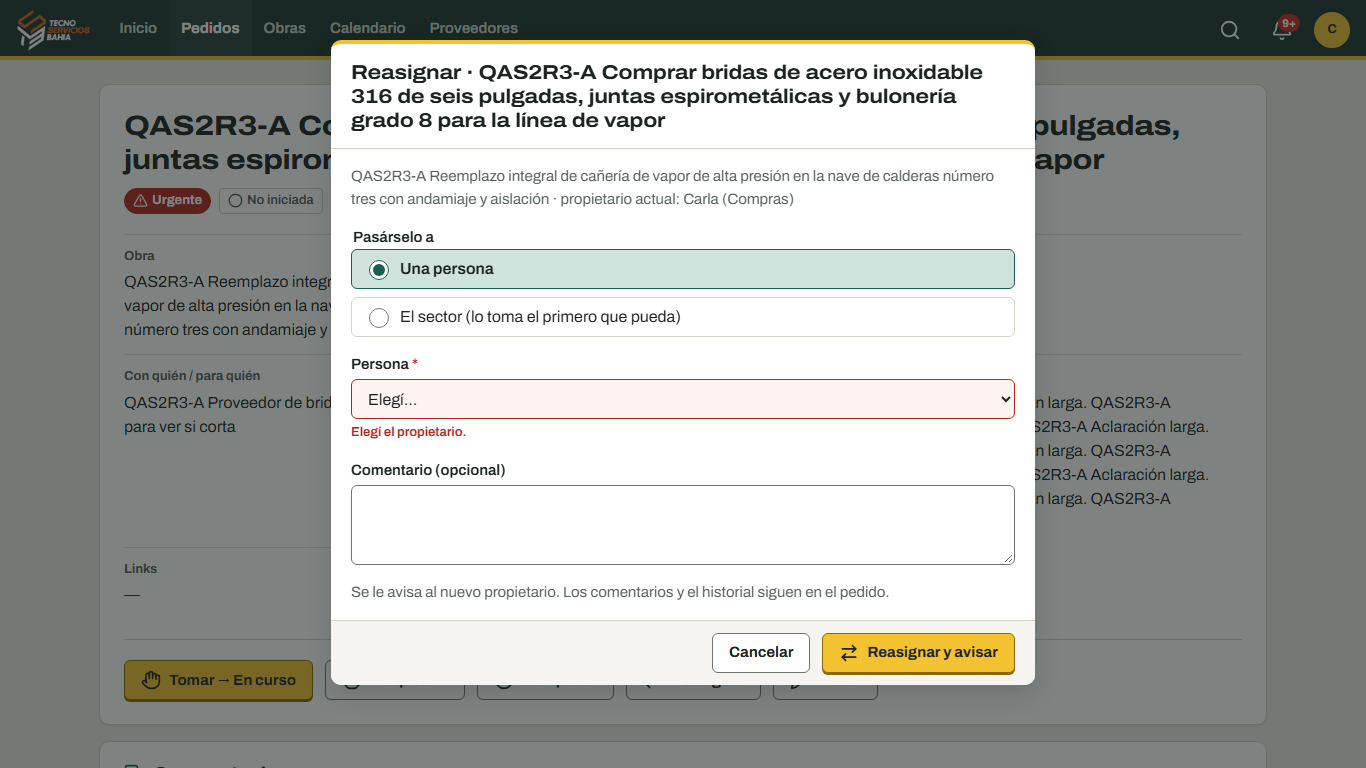 TECNO
SERVICIOS
BAHIA
Inicio
Pedidos
Obras
Calendario
Proveedores
9+
C
Reasignar · QAS2R3-A Comprar bridas de acero inoxidable
316 de seis pulgadas, juntas espirometálicas y bulonería
grado 8 para la línea de vapor
QAS2R3-A Reemplazo integral de cañería de vapor de alta presión en la nave de calderas número
tres con andamiaje y aislación · propietario actual: Carla (Compras)
Pasárselo a
Una persona
El sector (lo toma el primero que pueda)
Persona *
Elegí...
Elegí el propietario.
Comentario (opcional)
Se le avisa al nuevo propietario. Los comentarios y el historial siguen en el pedido.
Cancelar
Reasignar y avisar
QAS2R3-A
pulgadas,
juntas
Urgente
No iniciada
Obra
QAS2R3-A Reemplazo
vapor de alta presión en la
número tres con andamiaje y
Con quién / para quién
QAS2R3-A Proveedor de
para ver si corta
n larga. QAS2R3-A
S2R3-A Aclaración larga.
n larga. QAS2R3-A
S2R3-A Aclaración larga.
n larga. QAS2R3-A
Links
—
Tomar → En curso